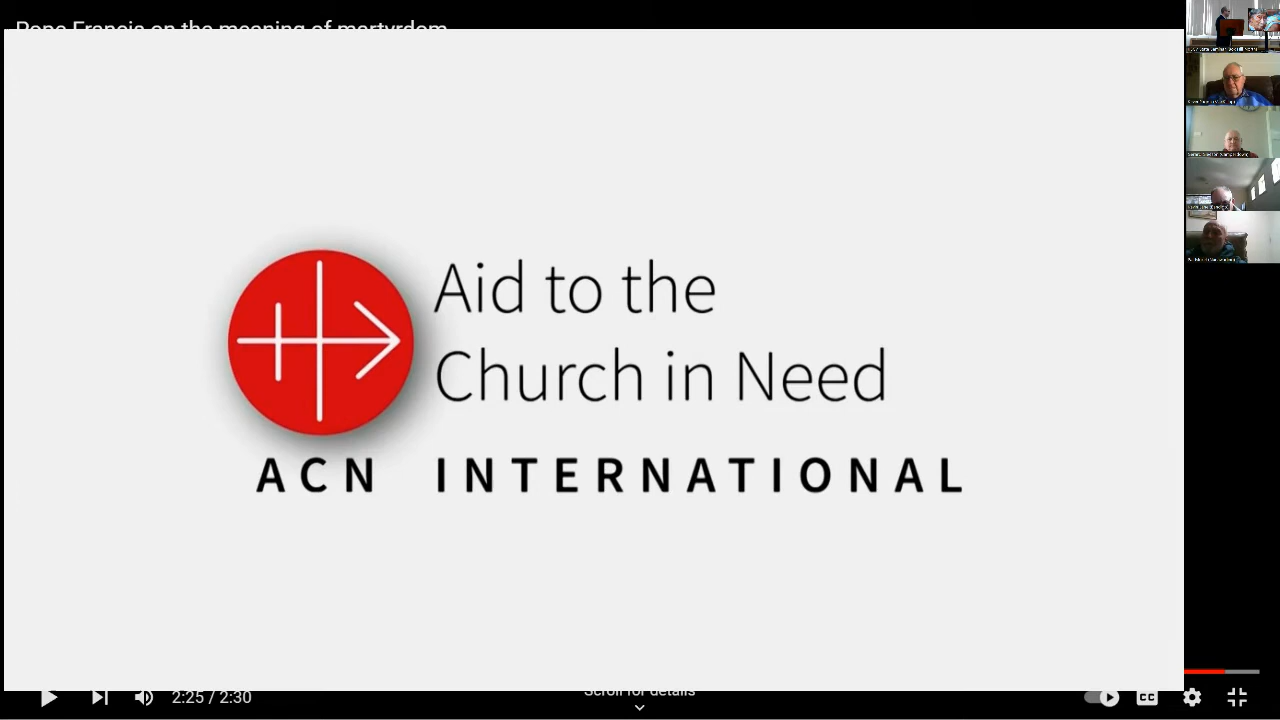 Pope Francis on the meaning of martyrdom
Aid to the
Church in Need
ACN INTERNATIONAL
2:25 / 2:30
Scroll for details
CC